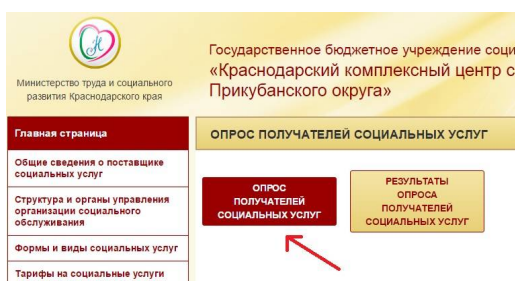 Министерство труда и социального
развития Краснодарского края
Государственное бюджетное учреждение
«Краснодарский комплексный центр
Прикубанского округа»
Главная страница
Общие сведения о поставщике
социальных услуг
Структура и органы управления
организации социального
обслуживания
Формы и виды социальных услуг
Тарифы на социальные услуги
ОПРОС ПОЛУЧАТЕЛЕЙ СОЦИАЛЬНЫХ УСЛУГ
ОПРОС
ПОЛУЧАТЕЛЕЙ
СОЦИАЛЬНЫХ УСЛУГ
РЕЗУЛЬТАТЫ
ОПРОСА
ПОЛУЧАТЕЛЕЙ
СОЦИАЛЬНЫХ УСЛУГ